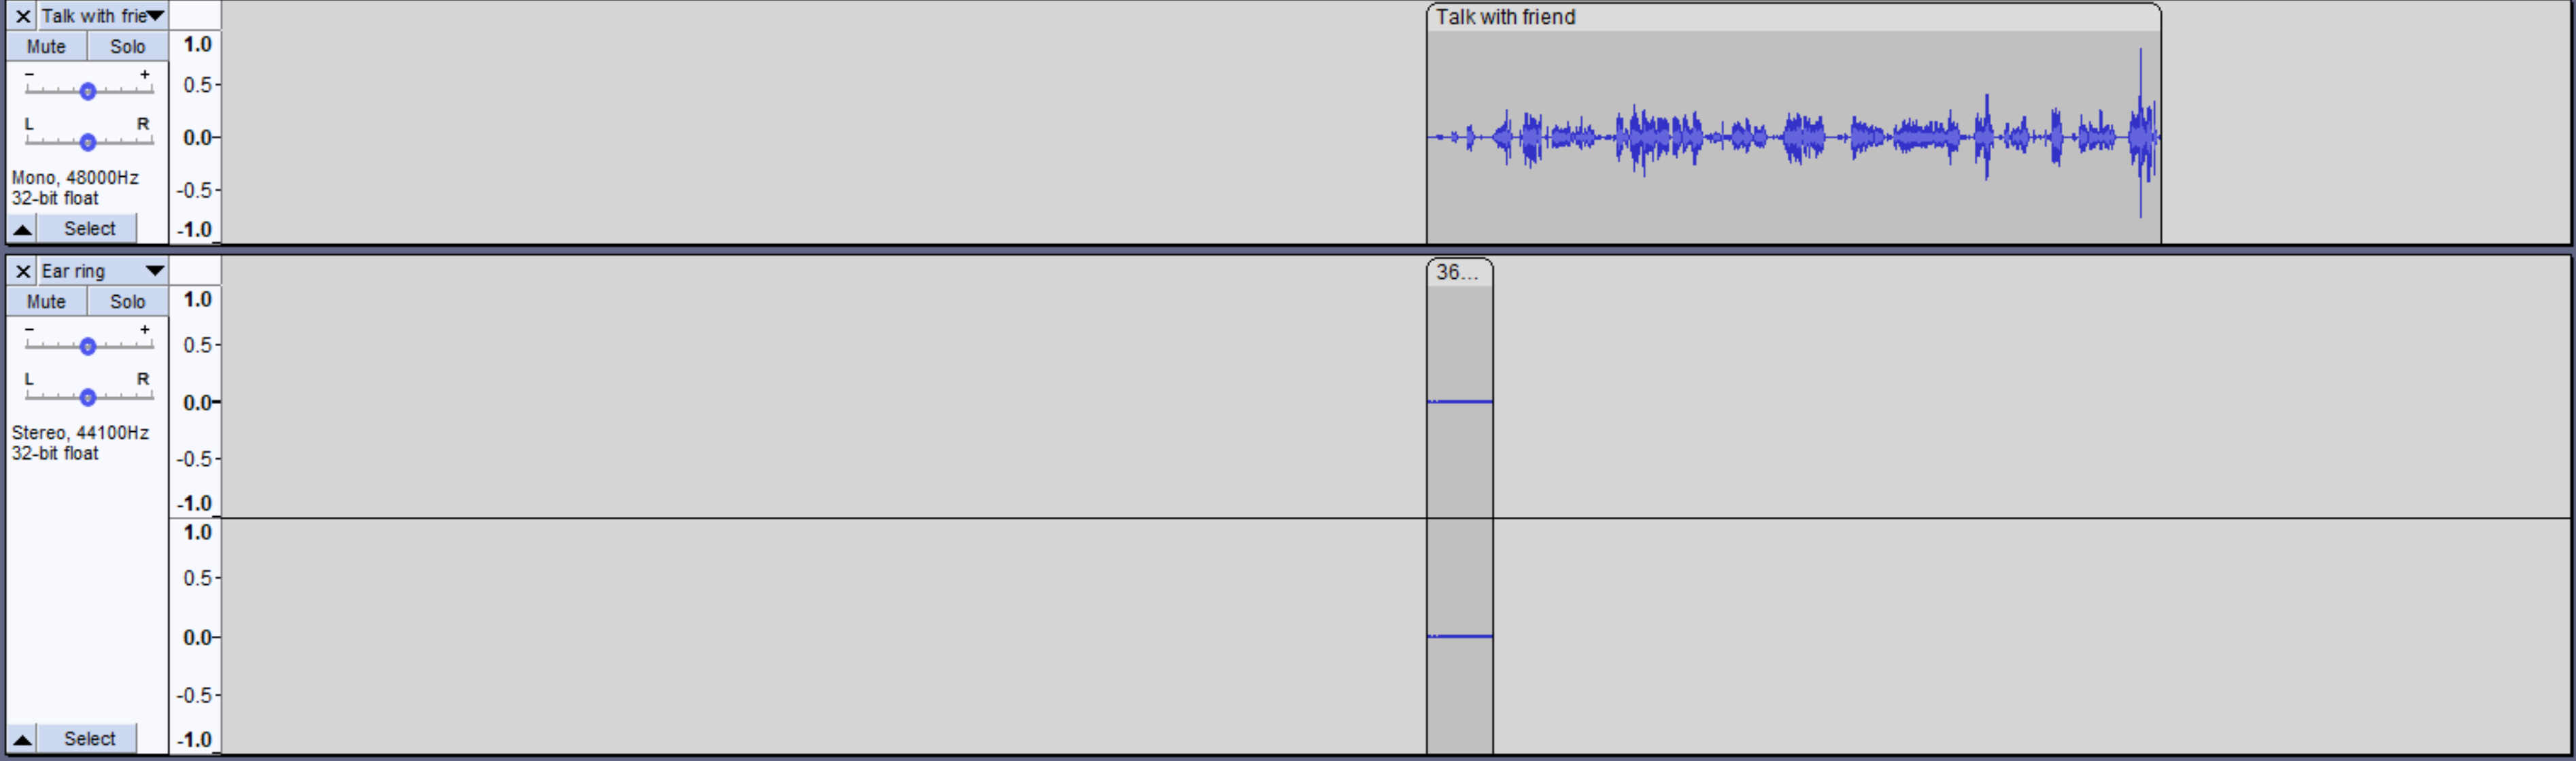 Talk with frie
Talk with friend
Mute Solo
1.0
- +
0.5
L R
0.0
Mono, 48000Hz
-0.5
32-bit float
Select
-1.0
Ear ring
36...
Mute Solo
1.0
- +
0.5
L R
0.0
Stereo, 44100Hz
32-bit float
-0.5
-1.0
1.0
0.5
0.0
-0.5
Select
-1.0